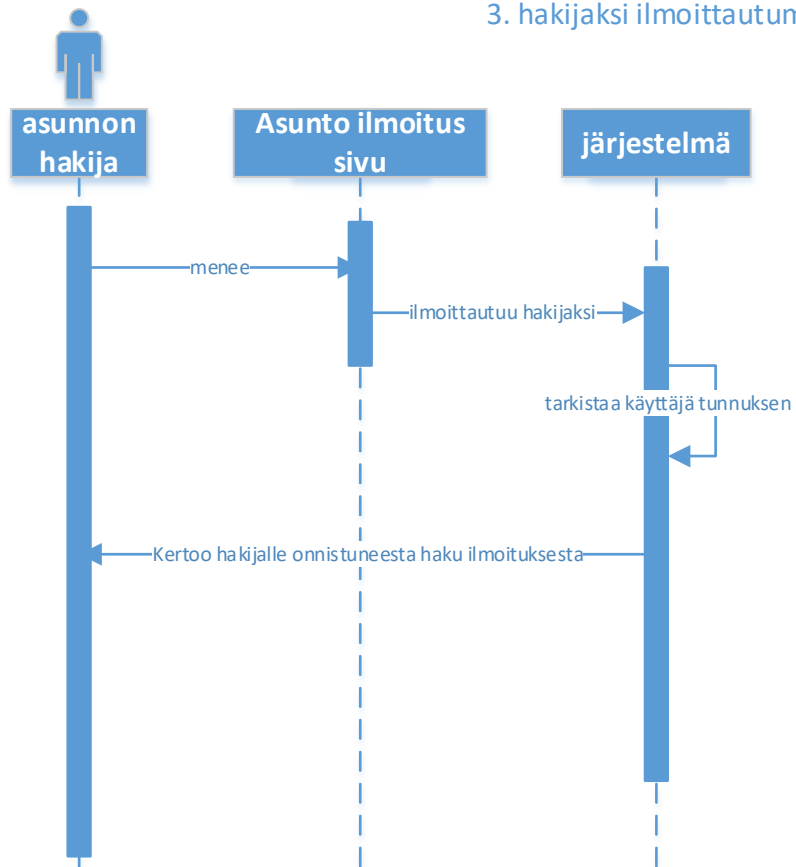 3. hakijaksi ilmoittautum
asunnon
hakija
Asunto ilmoitus
sivu
järjestelmä
menee
ilmoittautuu hakijaksi
tarkistaa käyttäjä tunnuksen
Kertoo hakijalle onnistuneesta haku ilmoituksesta